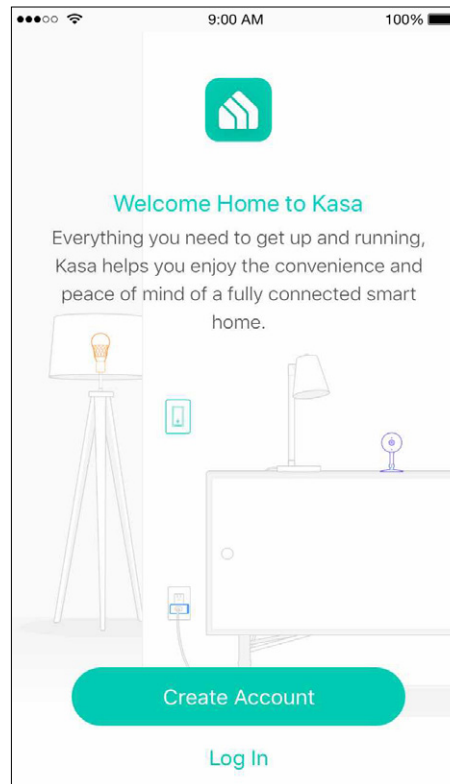 9:00 AM 100%
Welcome Home to Kasa
Everything you need to get up and running,
Kasa helps you enjoy the convenience and
peace of mind of a fully connected smart
home.
Create Account
Log In